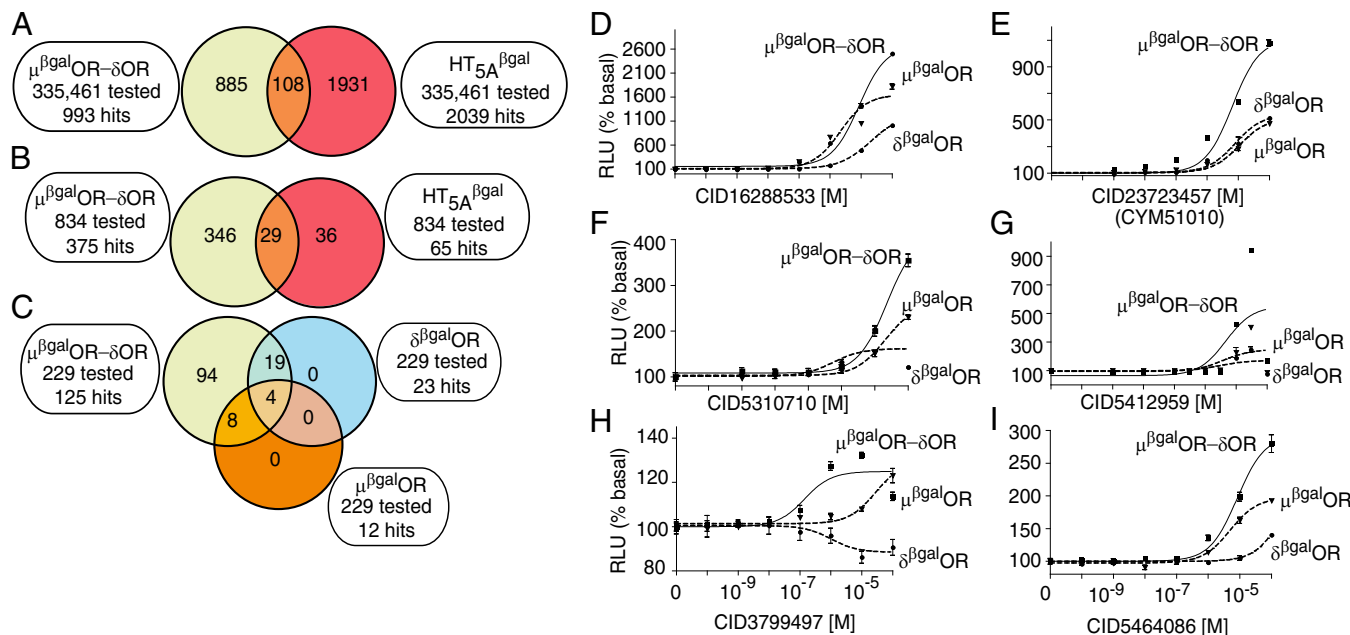 A
μβgalOR–δOR
335,461 tested
993 hits
885
108
1931
HT5Aβgal
335,461 tested
2039 hits
B
μβgalOR–δOR
834 tested
375 hits
346
29
36
HT5Aβgal
834 tested
65 hits
C
μβgalOR–δOR
229 tested
125 hits
94
19
0
4
8
0
0
δβgalOR
229 tested
23 hits
μβgalOR
229 tested
12 hits
D
RLU (% basal)
2600
2100
1600
1100
600
100
μβgalOR–δOR
μβgalOR
δβgalOR
CID16288533 [M]
E
900
500
100
μβgalOR–δOR
δβgalOR
μβgalOR
CID23723457 [M]
(CYM51010)
F
RLU (% basal)
400
300
200
100
μβgalOR–δOR
μβgalOR
δβgalOR
CID5310710 [M]
G
900
700
500
400
300
100
μβgalOR–δOR
μβgalOR
δβgalOR
CID5412959 [M]
H
RLU (% basal)
140
120
100
80
μβgalOR–δOR
μβgalOR
δβgalOR
0 10-9 10-7 10-5
CID3799497 [M]
I
300
250
200
150
100
μβgalOR–δOR
μβgalOR
δβgalOR
0 10-9 10-7 10-5
CID5464086 [M]